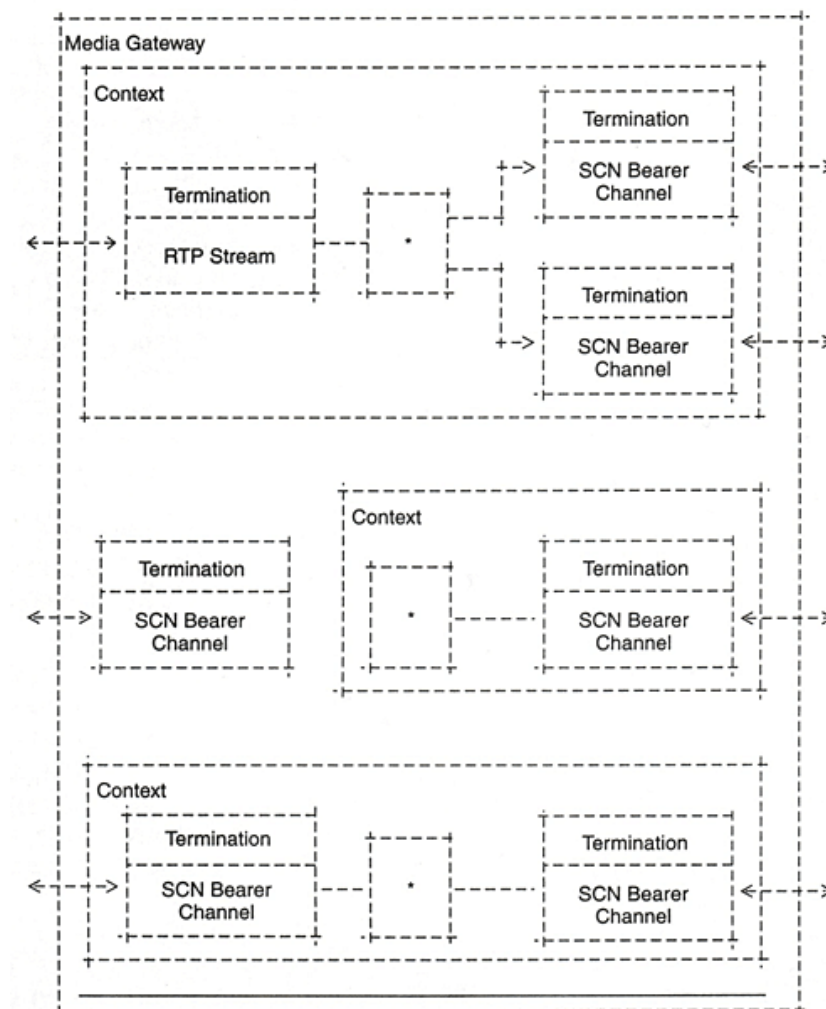 Media Gateway
Context
Termination
SCN Bearer
Channel
Termination
RTP Stream
*
Termination
SCN Bearer
Channel
Context
Termination
SCN Bearer
Channel
*
Termination
SCN Bearer
Channel
Context
Termination
SCN Bearer
Channel
*
Termination
SCN Bearer
Channel